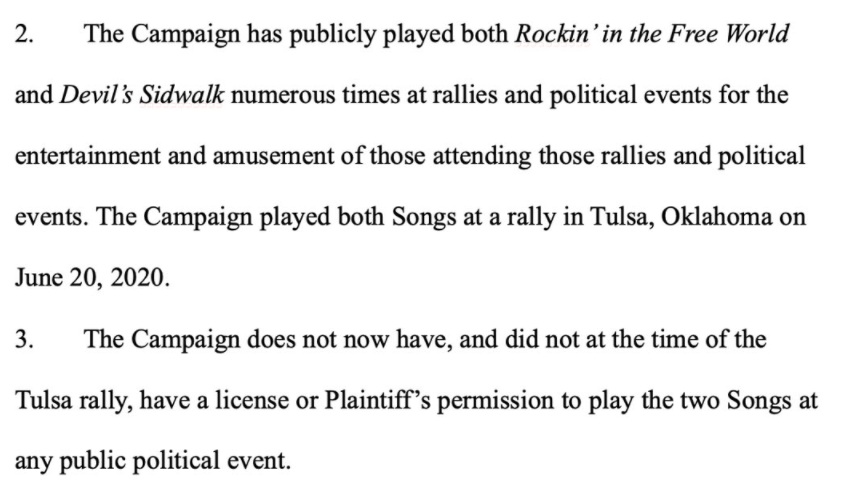 2. The Campaign has publicly played both Rockin’ in the Free World
and Devil’s Sidwalk numerous times at rallies and political events for the
entertainment and amusement of those attending those rallies and political
events. The Campaign played both Songs at a rally in Tulsa, Oklahoma on
June 20, 2020.
3. The Campaign does not now have, and did not at the time of the
Tulsa rally, have a license or Plaintiff’s permission to play the two Songs at
any public political event.